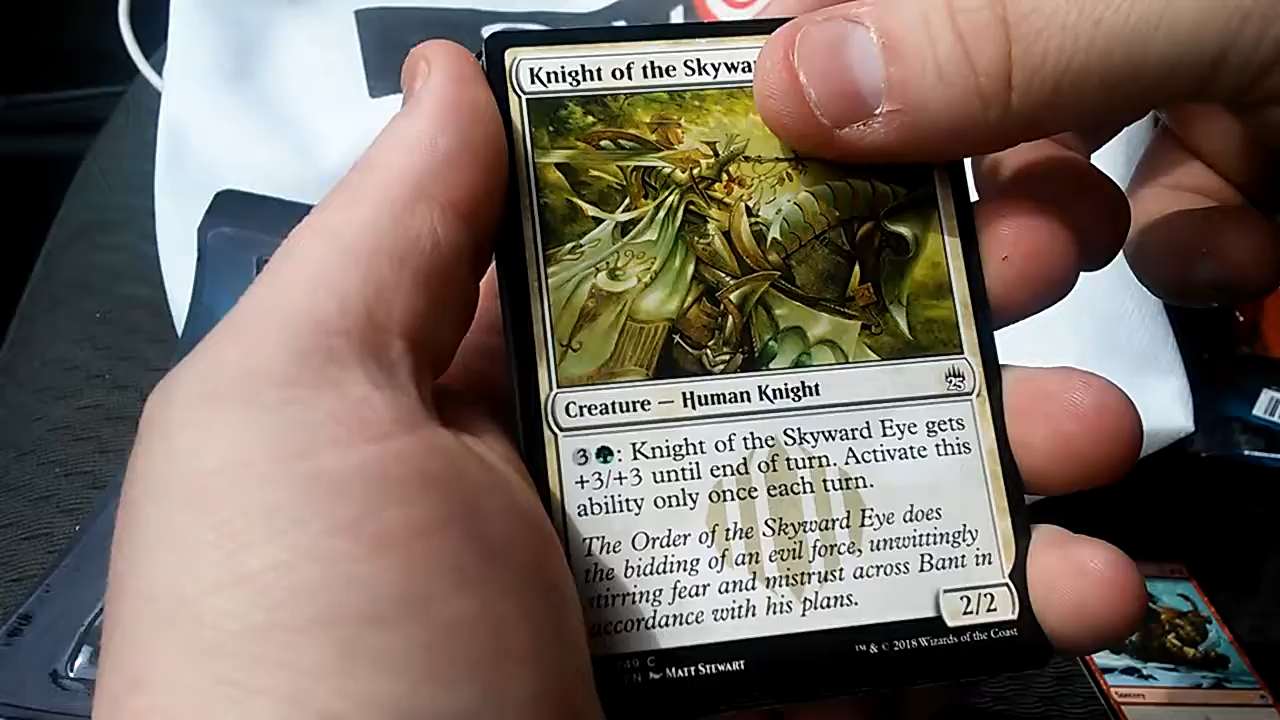 Knight of the
Creature — Human Knight
25
3 : Knight of the Skyward Eye gets
+3/+3 until end of turn. Activate this
ability only once each turn.
The Order of the Skyward Eye does
the bidding of an evil force, unwittingly
stirring fear and mistrust across Bant in
accordance with his plans.
2/2
C
MATT STEWART
™ & © 2018 Wizards of the Coast
Sorcery